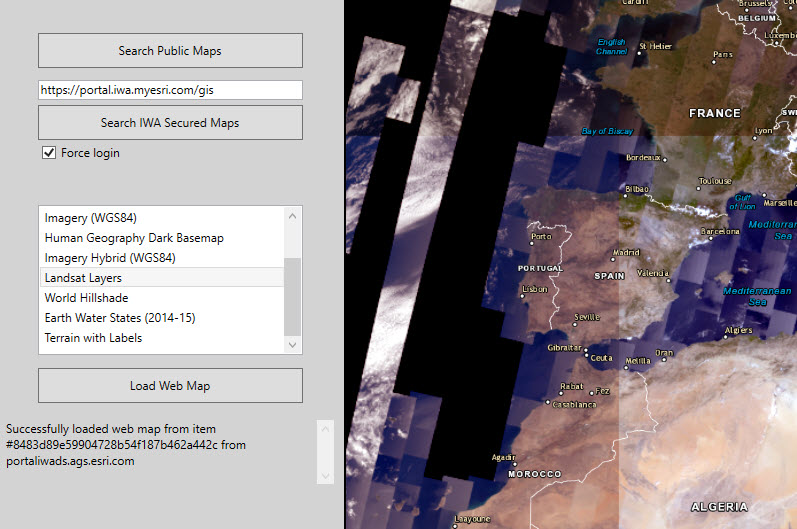 Search Public Maps
https://portal.iwa.myesri.com/gis
Search IWA Secured Maps
Force login
Imagery (WGS84)
Human Geography Dark Basemap
Imagery Hybrid (WGS84)
Landsat Layers
World Hillshade
Earth Water States (2014-15)
Terrain with Labels
Load Web Map
Successfully loaded web map from item
#8483d89e59904728b54f187b462a442c from
portaliwads.ags.esri.com
Cardiff
Brussels
BELGIUM
English
Channel
St Helier
Paris
FRANCE
Bay of Biscay
Lyon
Bordeaux
Toulouse
Bilbao
Gulf
of Lion
Marseille
Barcelona
Mediterran
Sea
Porto
Madrid
PORTUGAL
SPAIN
Valencia
Lisbon
Mediterranean
Sea
Seville
Algiers
Gibraltar
Ceuta
Melilla
Oran
Rabat
Fez
Casablanca
Agadir
MOROCCO
ALGERIA
Laayoune